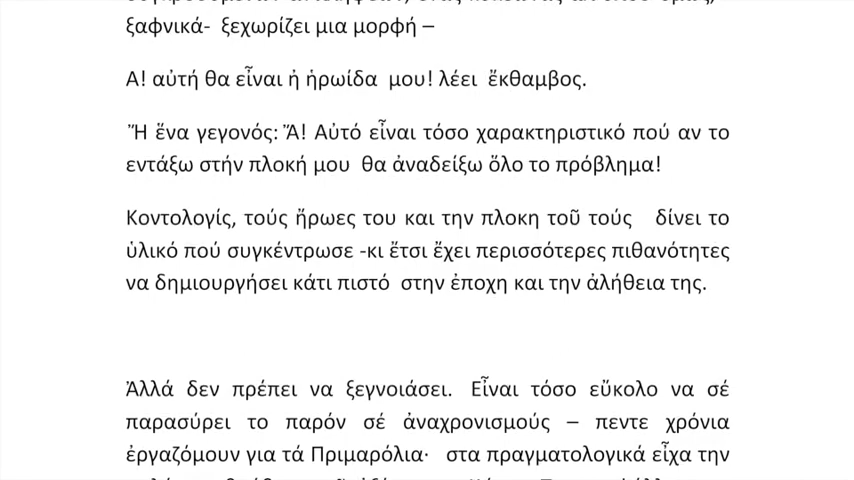 ξαφνικά- ξεχωρίζει μια μορφή –
Α! αὐτή θα εἶναι ἡ ἡρωίδα μου! λέει ἔκθαμβος.
Ἤ ἕνα γεγονός: Ἄ! Αὐτό εἶναι τόσο χαρακτηριστικό πού αν το
εντάξω στήν πλοκή μου θα ἀναδείξω ὅλο το πρόβλημα!
Κοντολογίς, τούς ἥρωες του και την πλοκη τοῦ τούς δίνει το
ὑλικό πού συγκέντρωσε -κι ἔτσι ἔχει περισσότερες πιθανότητες
να δημιουργήσει κάτι πιστό στην ἐποχη και την ἀλήθεια της.
Ἀλλά δεν πρέπει να ξεγνοιάσει. Εἶναι τόσο εὔκολο να σέ
παρασύρει το παρόν σέ ἀναχρονισμούς – πεντε χρόνια
ἐργαζόμουν για τά Πριμαρόλια· στα πραγματολογικά εἶχα την